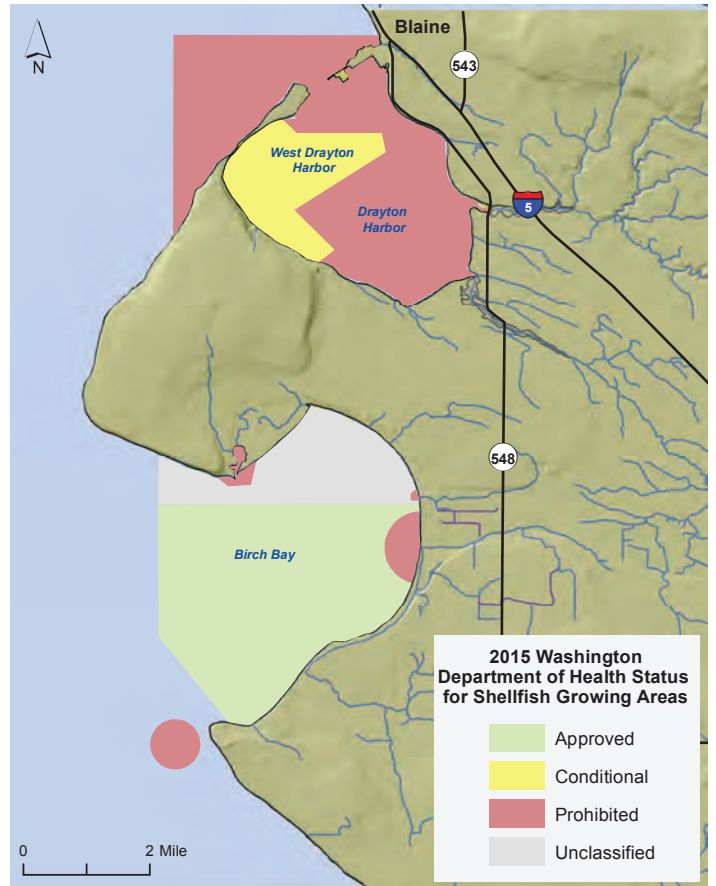 Blaine
N
543
West Drayton
Harbor
5
Drayton
Harbor
548
Birch Bay
2015 Washington
Department of Health Status
for Shellfish Growing Areas
Approved
Conditional
Prohibited
Unclassified
0 2 Mile